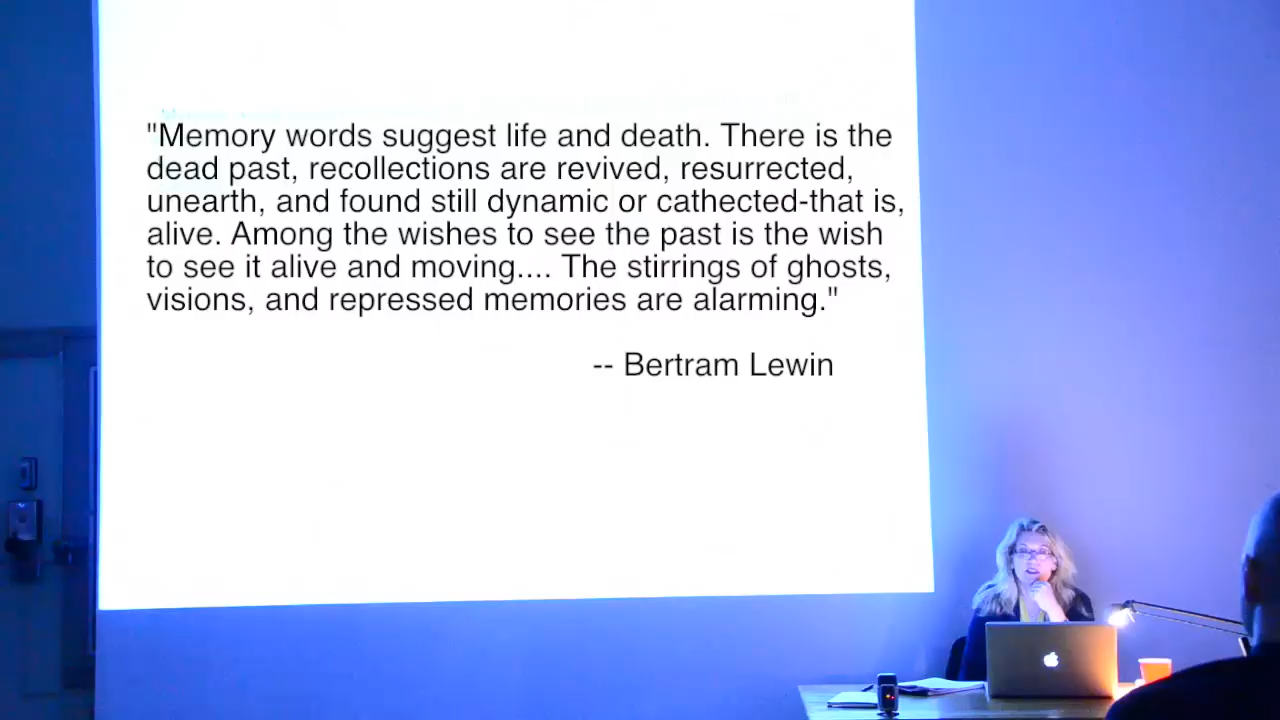 "Memory words suggest life and death. There is the
dead past, recollections are revived, resurrected,
unearth, and found still dynamic or cathected-that is,
alive. Among the wishes to see the past is the wish
to see it alive and moving.... The stirrings of ghosts,
visions, and repressed memories are alarming."
-- Bertram Lewin